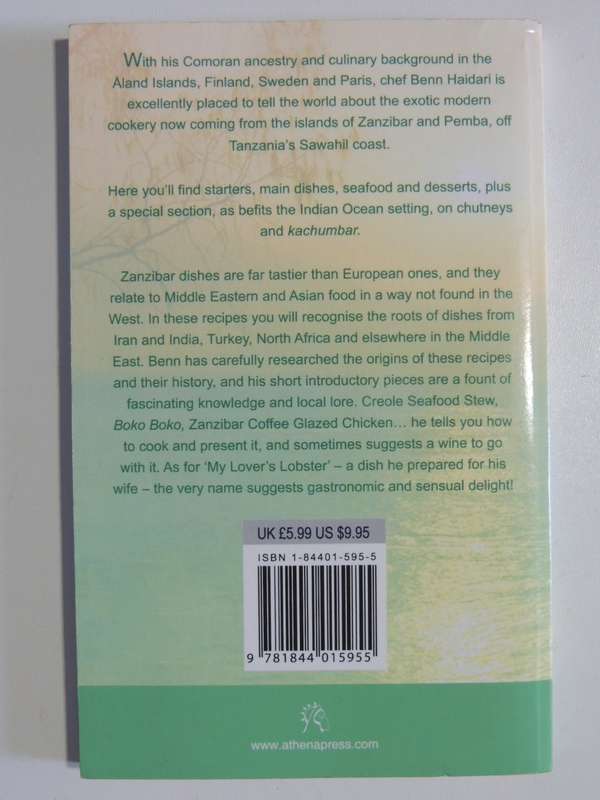 With his Comoran ancestry and culinary background in the
Åland Islands, Finland, Sweden and Paris, chef Benn Haidari is
excellently placed to tell the world about the exotic modern
cookery now coming from the islands of Zanzibar and Pemba, off
Tanzania's Sawahil coast.
Here you'll find starters, main dishes, seafood and desserts, plus
a special section, as befits the Indian Ocean setting, on chutneys
and kachumbar.
Zanzibar dishes are far tastier than European ones, and they
relate to Middle Eastern and Asian food in a way not found in the
West. In these recipes you will recognise the roots of dishes from
Iran and India, Turkey, North Africa and elsewhere in the Middle
East. Benn has carefully researched the origins of these recipes
and their history, and his short introductory pieces are a fount of
fascinating knowledge and local lore. Creole Seafood Stew,
Boko Boko, Zanzibar Coffee Glazed Chicken... he tells you how
to cook and present it, and sometimes suggests a wine to go
with it. As for 'My Lover's Lobster' – a dish he prepared for his
wife – the very name suggests gastronomic and sensual delight!
UK £5.99 US $9.95
ISBN 1-84401-595-5
9 781844 015955
www.athenapress.com